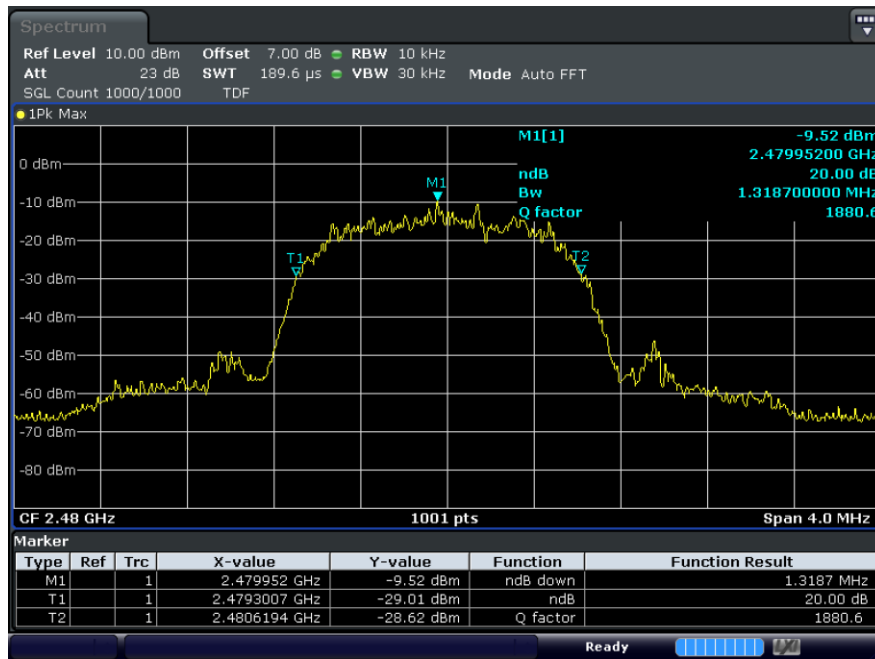 Spectrum
Ref Level 10.00 dBm Offset 7.00 dB RBW 10 kHz
Att 23 dB SWT 189.6 µs VBW 30 kHz Mode Auto FFT
SGL Count 1000/1000 TDF
1Pk Max
M1[1] -9.52 dBm
2.47995200 GHz
0 dBm
ndB 20.00 dB
M1
Bw 1.318700000 MHz
-10 dBm
Q factor 1880.6
-20 dBm
T1 T2
-30 dBm
-40 dBm
-50 dBm
-60 dBm
-70 dBm
-80 dBm
CF 2.48 GHz 1001 pts Span 4.0 MHz
Marker
Type Ref Trc X-value Y-value Function Function Result
M1 1 2.479952 GHz -9.52 dBm ndB down 1.3187 MHz
T1 1 2.4793007 GHz -29.01 dBm ndB 20.00 dB
T2 1 2.4806194 GHz -28.62 dBm Q factor 1880.6
Ready